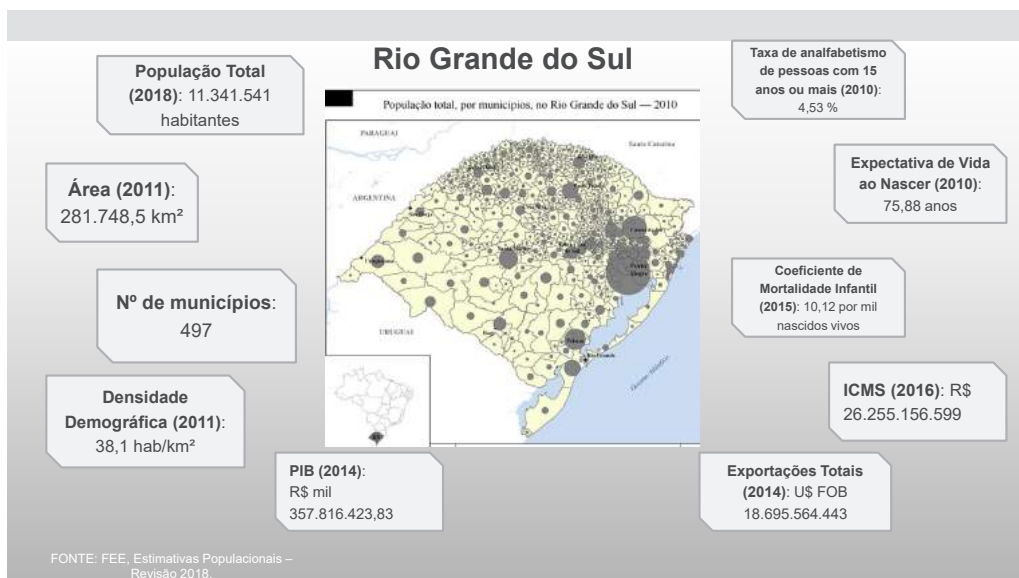 Rio Grande do Sul
População Total
(2018): 11.341.541
habitantes
Área (2011):
281.748,5 km²
Nº de municípios:
497
Densidade
Demográfica (2011):
38,1 hab/km²
PIB (2014):
R$ mil
357.816.423,83
População total, por municípios, no Rio Grande do Sul — 2010
PARAGUAI
Santa Catarina
ARGENTINA
URUGUAI
Pelotas
Rio Grande
Oceano Atlântico
Taxa de analfabetismo
de pessoas com 15
anos ou mais (2010):
4,53 %
Expectativa de Vida
ao Nascer (2010):
75,88 anos
Coeficiente de
Mortalidade Infantil
(2015): 10,12 por mil
nascidos vivos
ICMS (2016): R$
26.255.156.599
Exportações Totais
(2014): U$ FOB
18.695.564.443
FONTE: FEE, Estimativas Populacionais –
Revisão 2018.